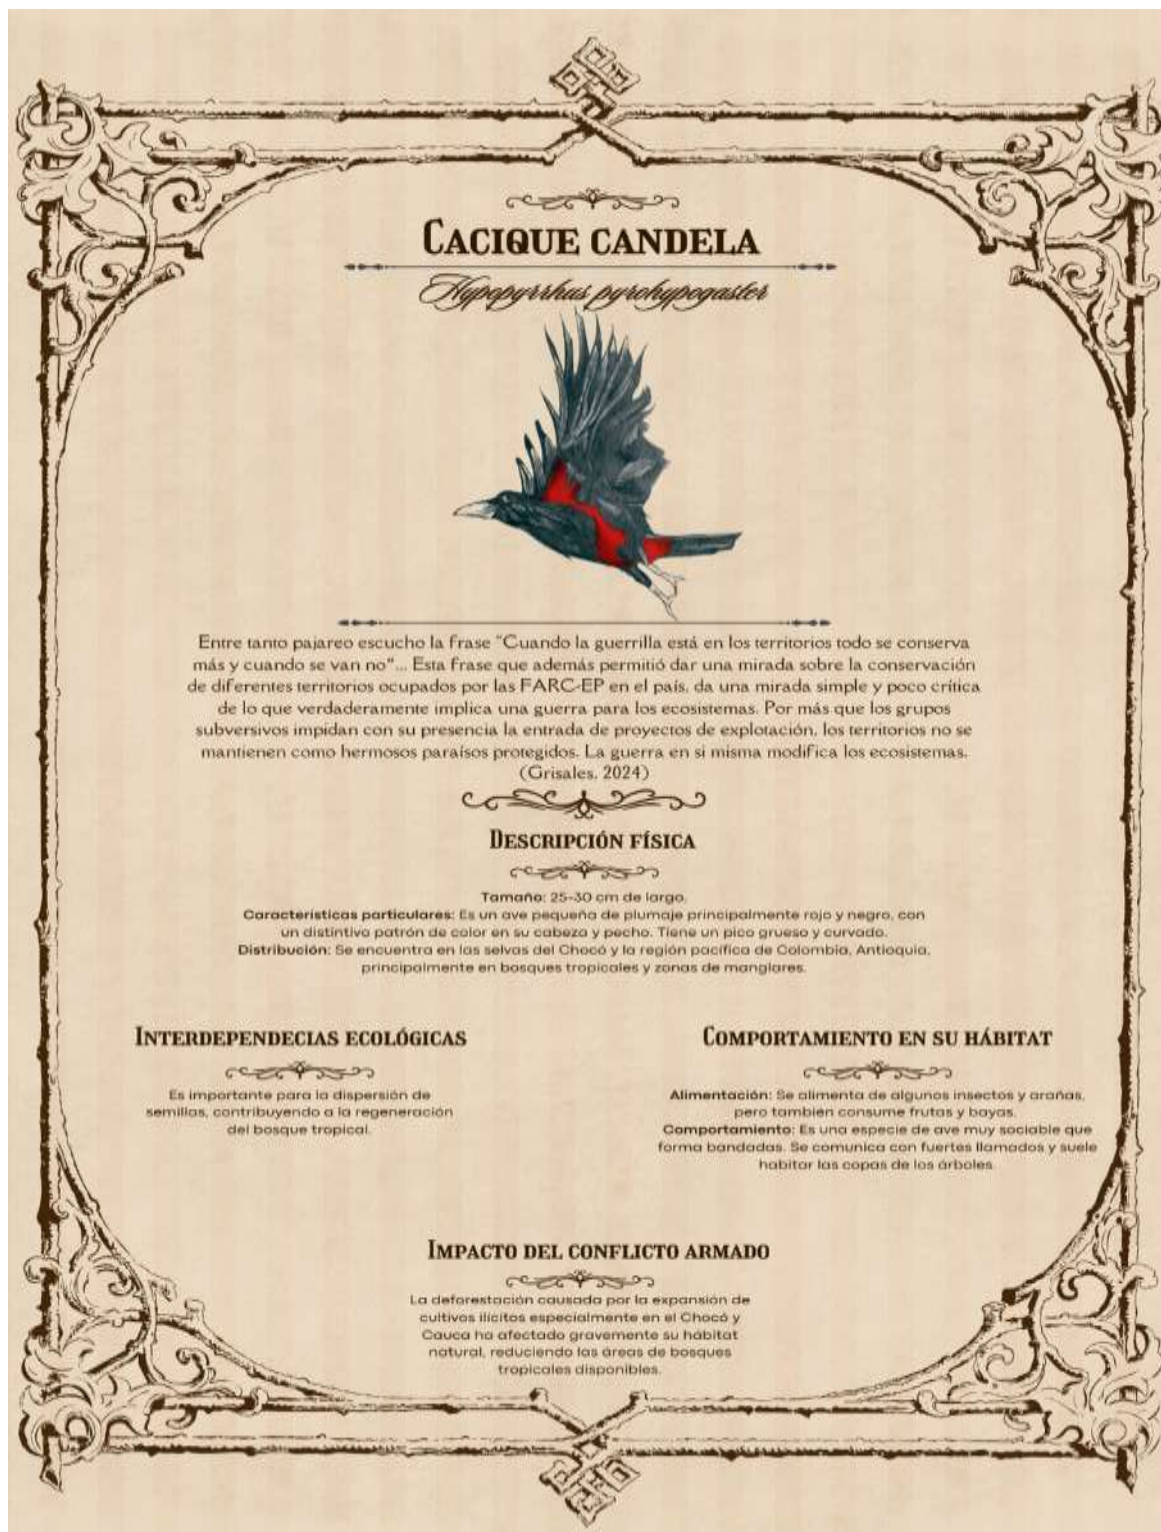 CACIQUE CANDELA
Hypopyrrhus pyrohypogaster
Entre tanto pajareo escucho la frase "Cuando la guerrilla está en los territorios todo se conserva
más y cuando se van no"... Esta frase que además permitió dar una mirada sobre la conservación
de diferentes territorios ocupados por las FARC-EP en el país, da una mirada simple y poco crítica
de lo que verdaderamente implica una guerra para los ecosistemas. Por más que los grupos
subversivos impidan con su presencia la entrada de proyectos de explotación, los territorios no se
mantienen como hermosos paraísos protegidos. La guerra en si misma modifica los ecosistemas.
(Grisales, 2024)
DESCRIPCIÓN FÍSICA
Tamaño: 25-30 cm de largo.
Características particulares: Es un ave pequeña de plumaje principalmente rojo y negro, con
un distintivo patrón de color en su cabeza y pecho. Tiene un pico grueso y curvado.
Distribución: Se encuentra en las selvas del Chocó y la región pacífica de Colombia, Antioquia,
principalmente en bosques tropicales y zonas de manglares.
INTERDEPENDECIAS ECOLÓGICAS
Es importante para la dispersión de
semillas, contribuyendo a la regeneración
del bosque tropical.
COMPORTAMIENTO EN SU HÁBITAT
Alimentación: Se alimenta de algunos insectos y arañas,
pero también consume frutas y bayas.
Comportamiento: Es una especie de ave muy sociable que
forma bandadas. Se comunica con fuertes llamados y suele
habitar las copas de los árboles.
IMPACTO DEL CONFLICTO ARMADO
La deforestación causada por la expansión de
cultivos ilícitos especialmente en el Chocó y
Cauca ha afectado gravemente su hábitat
natural, reduciendo las áreas de bosques
tropicales disponibles.